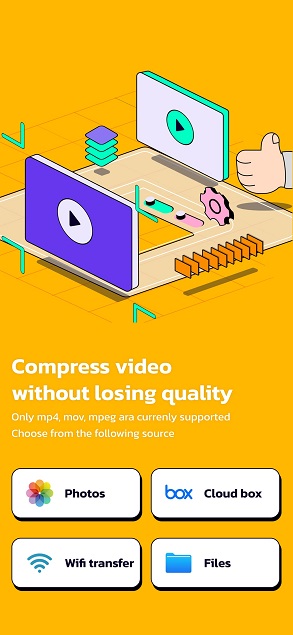 Compress video
without losing quality
Only mp4, mov, mpeg ara currenly supported
Choose from the following source
Photos
box Cloud box
Wifi transfer
Files